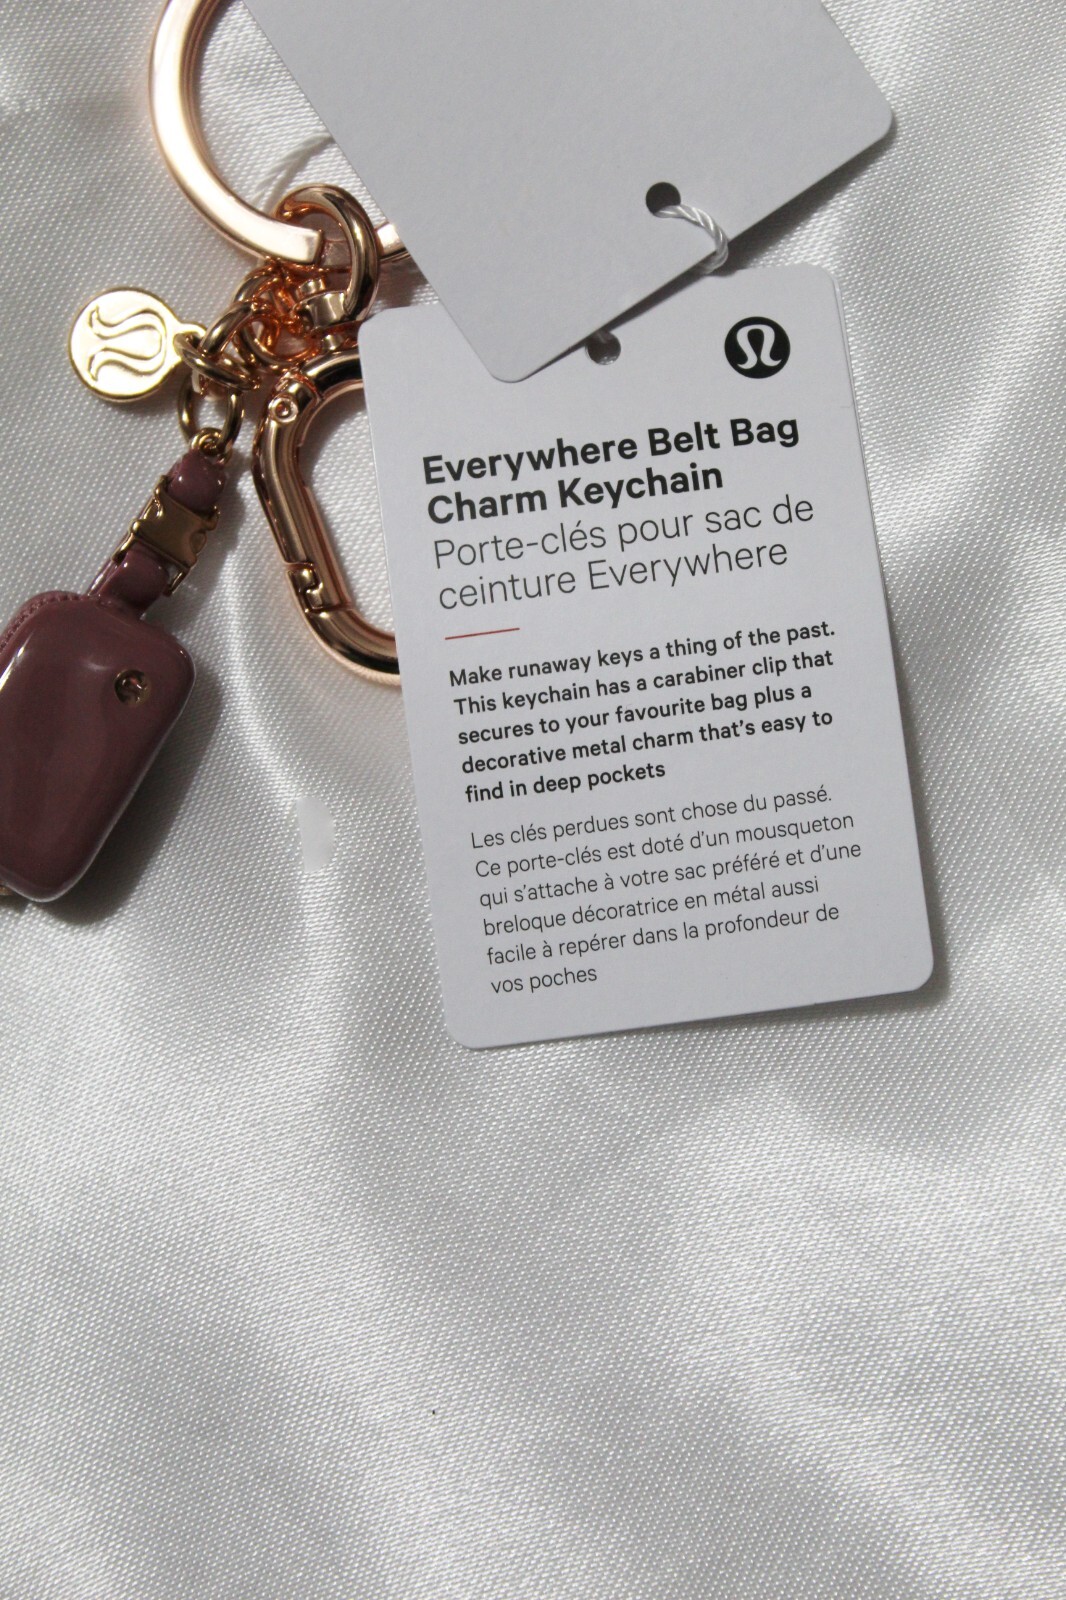 Everywhere Belt Bag
Charm Keychain
Porte-clés pour sac de
ceinture Everywhere
Make runaway keys a thing of the past.
This keychain has a carabiner clip that
secures to your favourite bag plus a
decorative metal charm that's easy to
find in deep pockets
Les clés perdues sont chose du passé.
Ce porte-clés est doté d'un mousqueton
qui s'attache à votre sac préféré et d'une
breloque décoratrice en métal aussi
facile à repérer dans la profondeur de
vos poches